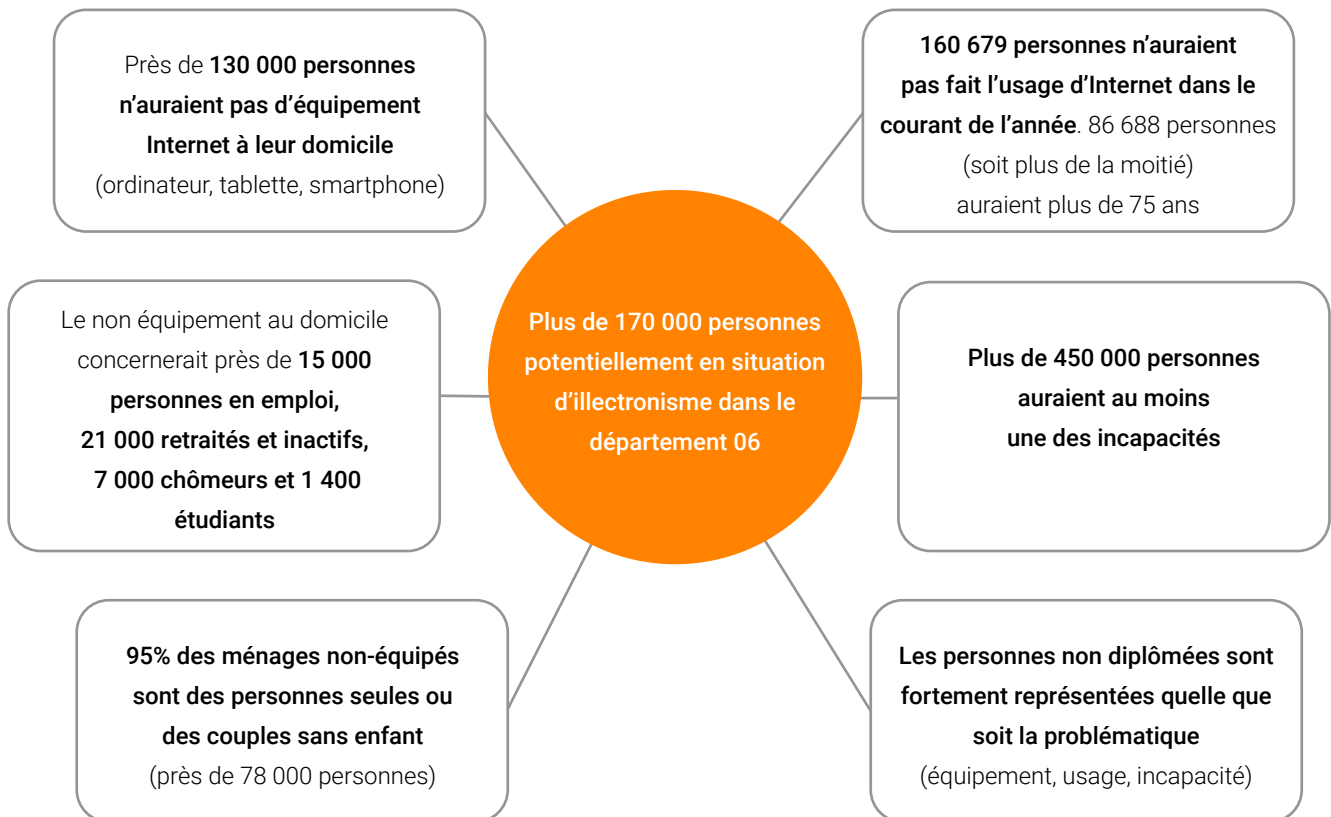 Près de 130 000 personnes
n’auraient pas d’équipement
Internet à leur domicile
(ordinateur, tablette, smartphone)
160 679 personnes n’auraient
pas fait l’usage d’Internet dans le
courant de l’année. 86 688 personnes
(soit plus de la moitié)
auraient plus de 75 ans
Le non équipement au domicile
concernerait près de 15 000
personnes en emploi,
21 000 retraités et inactifs,
7 000 chômeurs et 1 400
étudiants
Plus de 170 000 personnes
potentiellement en situation
d’illectronisme dans le
département 06
Plus de 450 000 personnes
auraient au moins
une des incapacités
95% des ménages non-équipés
sont des personnes seules ou
des couples sans enfant
(près de 78 000 personnes)
Les personnes non diplômées sont
fortement représentées quelle que
soit la problématique
(équipement, usage, incapacité)